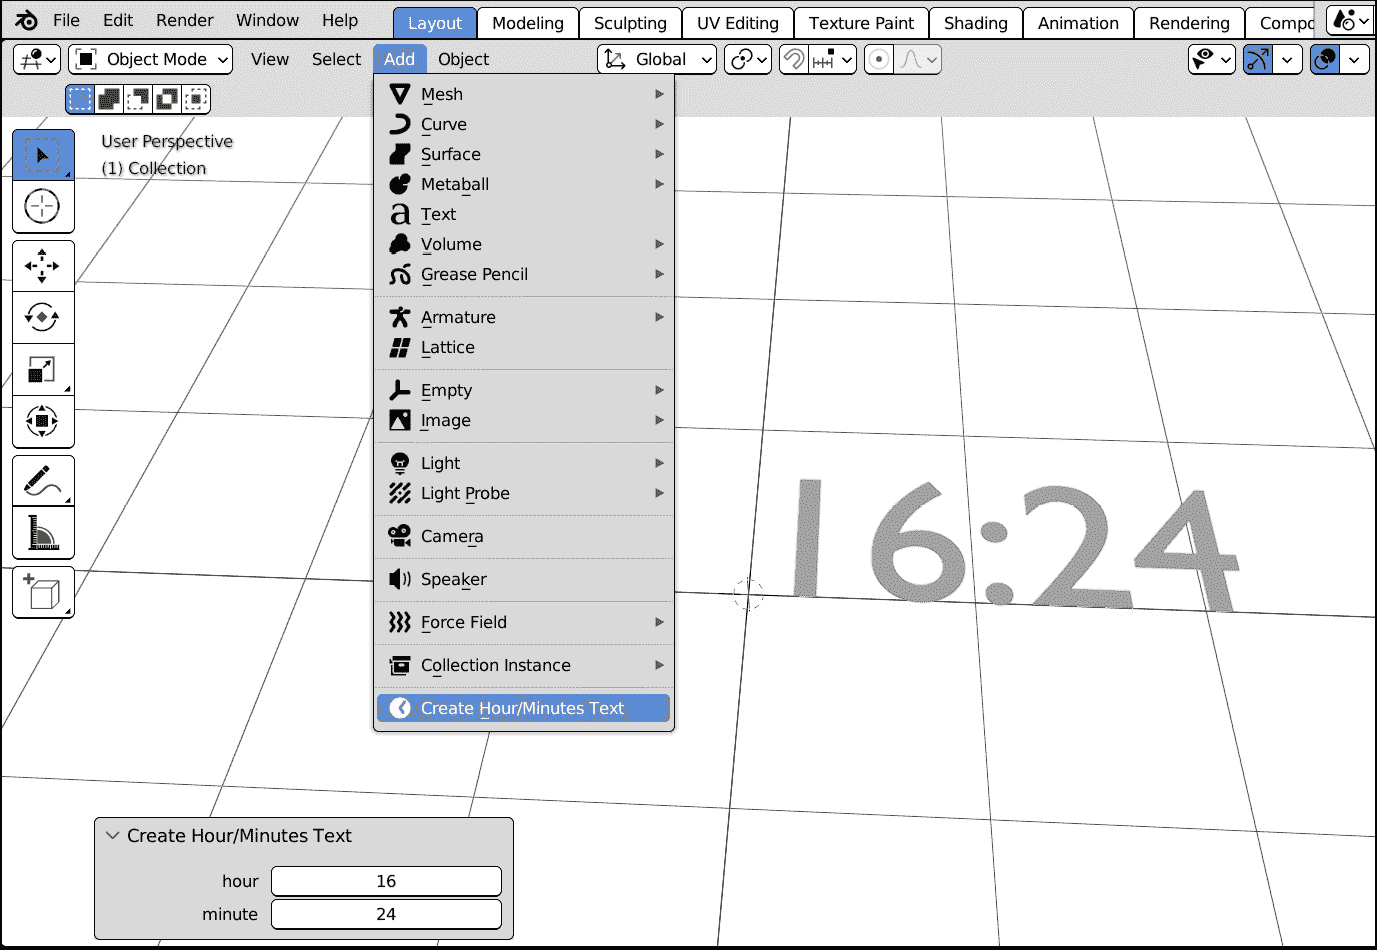 File Edit Render Window Help Layout Modeling Sculpting UV Editing Texture Paint Shading Animation Rendering Compo
Object Mode View Select Add Object Global
User Perspective
(1) Collection
Mesh
Curve
Surface
Metaball
Text
Volume
Grease Pencil
Armature
Lattice
Empty
Image
Light
Light Probe
Camera
Speaker
Force Field
Collection Instance
Create Hour/Minutes Text
16:24
Create Hour/Minutes Text
hour 16
minute 24